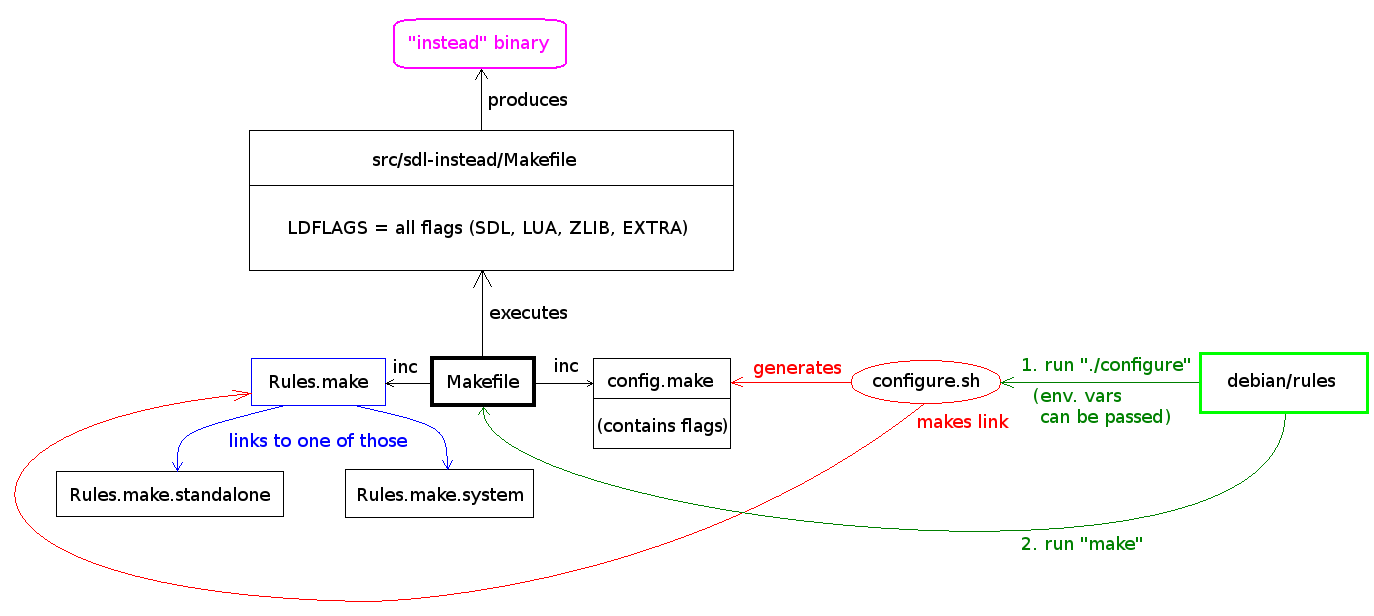 "instead" binary
produces
src/sdl-instead/Makefile
LDFLAGS = all flags (SDL, LUA, ZLIB, EXTRA)
executes
Rules.make
inc
Makefile
inc
config.make
(contains flags)
generates
configure.sh
makes link
1. run "./configure"
(env. vars
can be passed)
debian/rules
links to one of those
Rules.make.standalone
Rules.make.system
2. run "make"